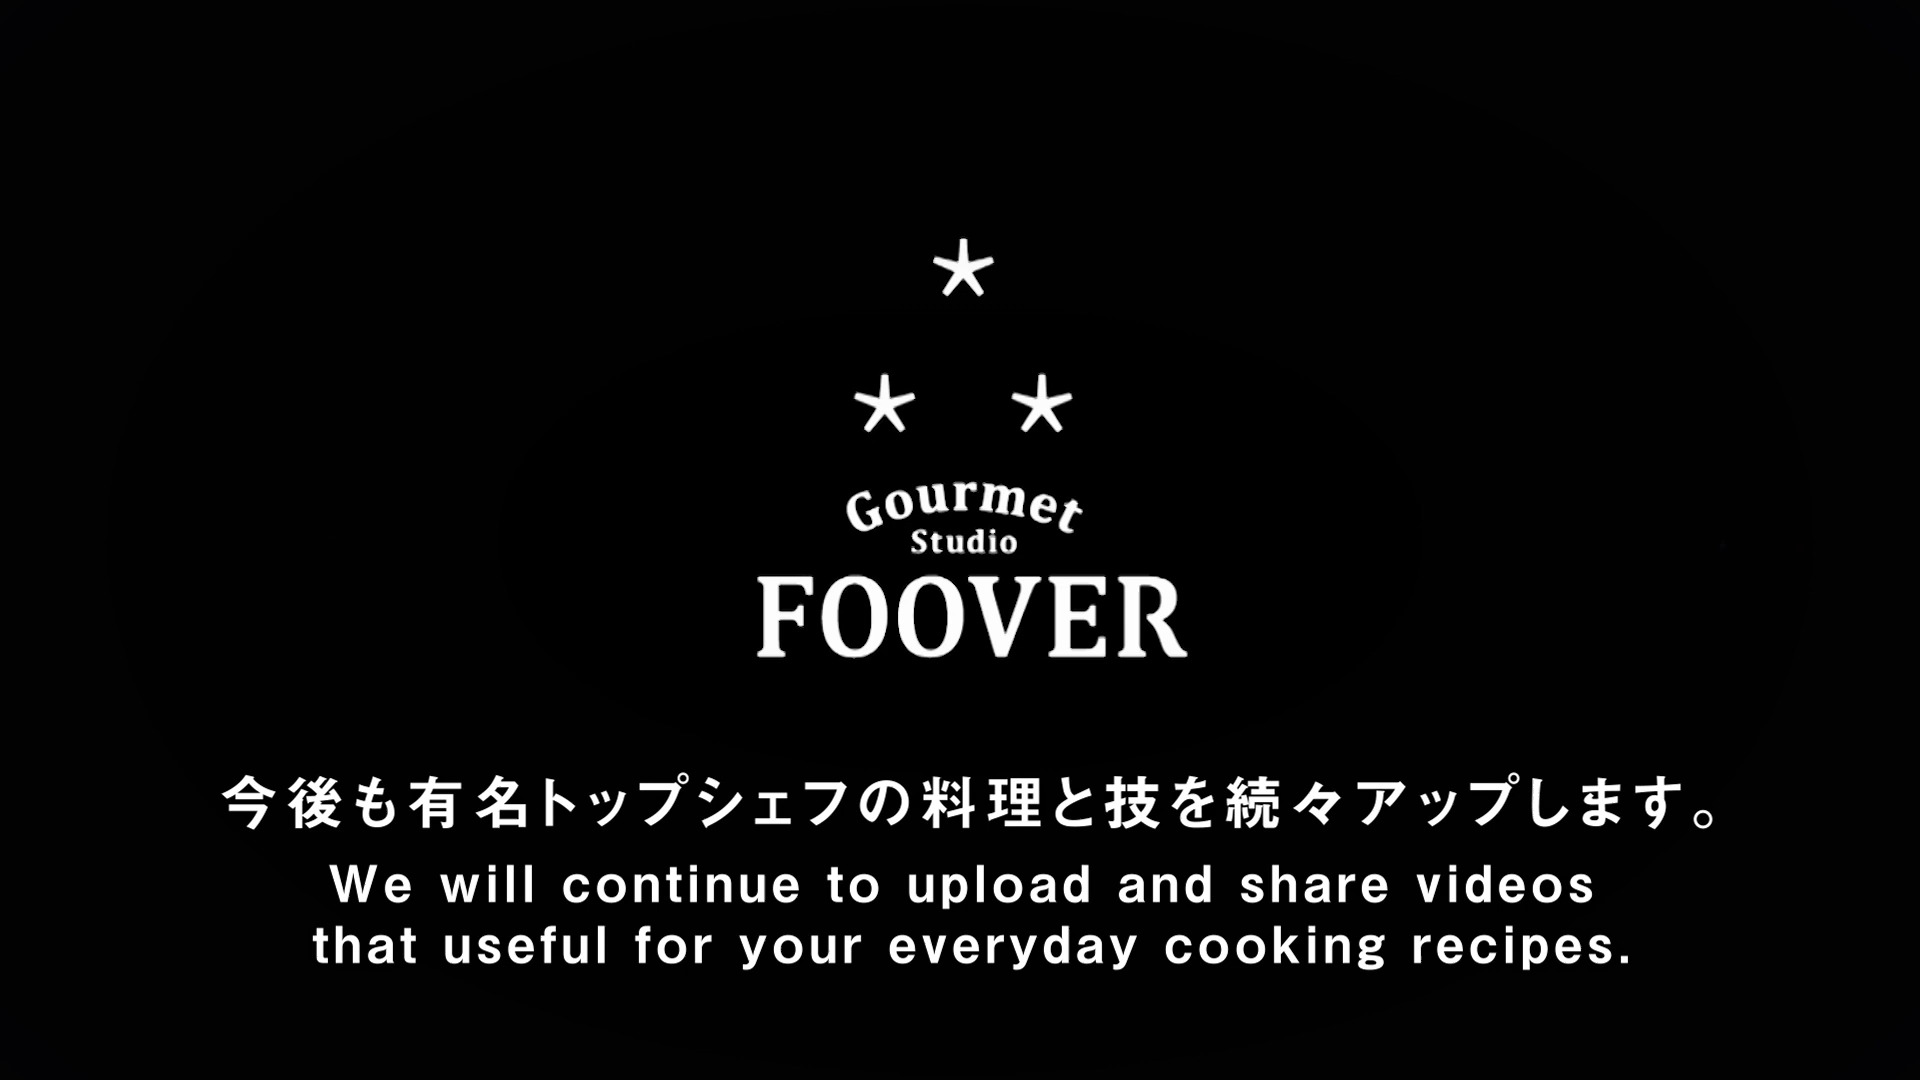 Gourmet
Studio
FOOVER
今後も有名トップシェフの料理と技を続々アップします。
We will continue to upload and share videos
that useful for your everyday cooking recipes.